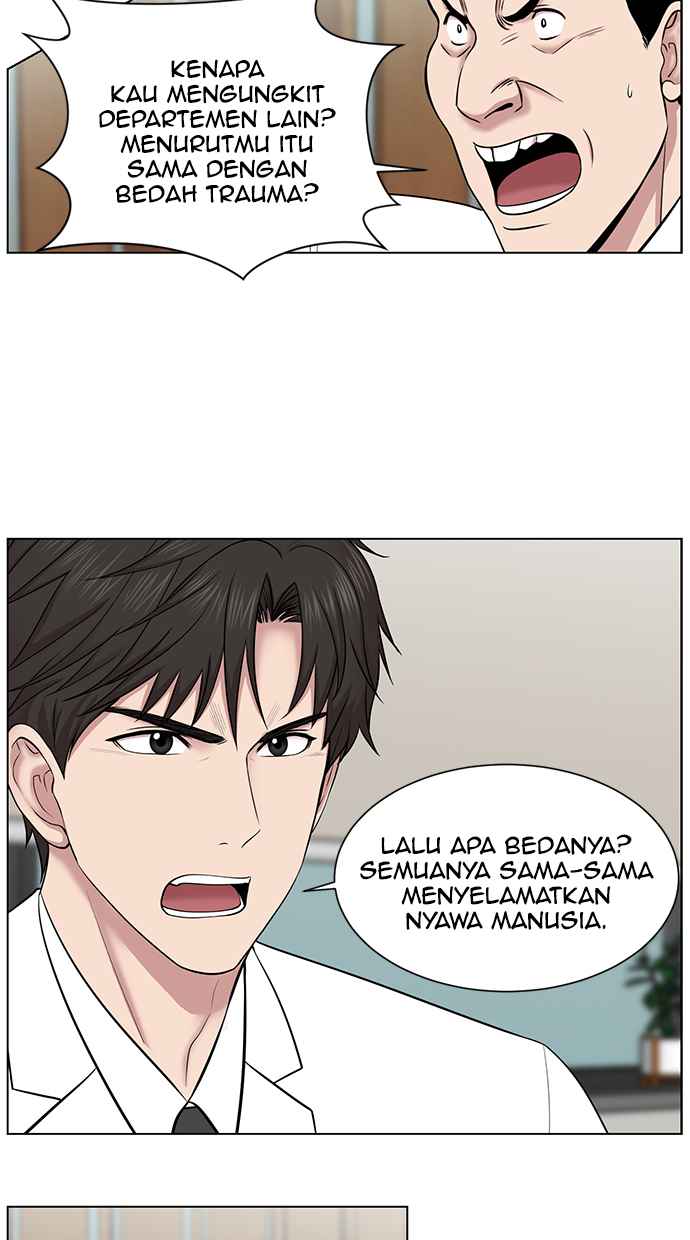 KENAPA
KAU MENGUNGKIT
DEPARTEMEN LAIN?
MENURUTMU ITU
SAMA DENGAN
BEDAH TRAUMA?
LALU APA BEDANYA?
SEMUANYA SAMA-SAMA
MENYELAMATKAN
NYAWA MANUSIA.